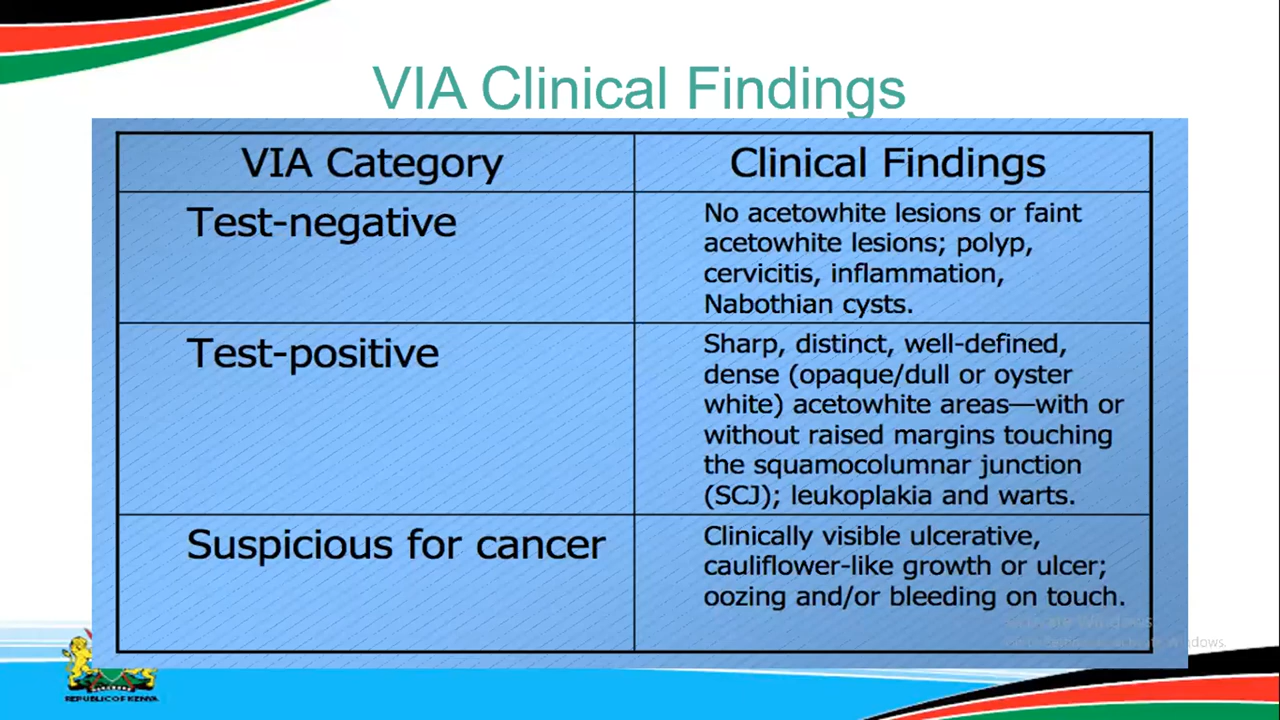 VIA Clinical Findings
VIA Category
Clinical Findings
Test-negative
No acetowhite lesions or faint
acetowhite lesions; polyp,
cervicitis, inflammation,
Nabothian cysts.
Test-positive
Sharp, distinct, well-defined,
dense (opaque/dull or oyster
white) acetowhite areas—with or
without raised margins touching
the squamocolumnar junction
(SCJ); leukoplakia and warts.
Suspicious for cancer
Clinically visible ulcerative,
cauliflower-like growth or ulcer;
oozing and/or bleeding on touch.
Windows
Windows.
REPUBLIC OF KENYA